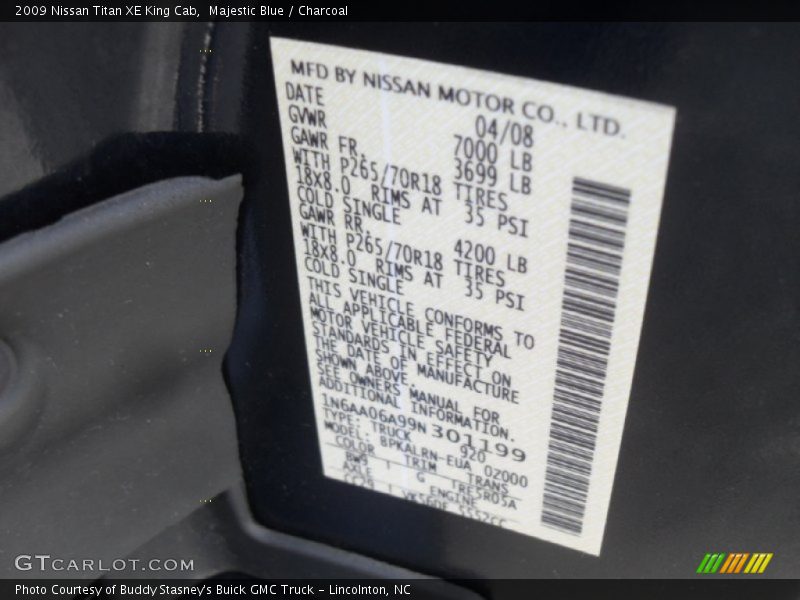 2009 Nissan Titan XE King Cab, Majestic Blue / Charcoal
MFD BY NISSAN MOTOR CO., LTD.
DATE 04/08
GVWR 7000 LB
GAWR FR. 3699 LB
WITH P265/70R18 TIRES
18X8.0 RIMS AT 35 PSI
COLD SINGLE
GAWR RR. 4200 LB
WITH P265/70R18 TIRES
18X8.0 RIMS AT 35 PSI
COLD SINGLE
THIS VEHICLE CONFORMS TO
ALL APPLICABLE FEDERAL
MOTOR VEHICLE SAFETY
STANDARDS IN EFFECT ON
THE DATE OF MANUFACTURE
SHOWN ABOVE.
SEE OWNERS MANUAL FOR
ADDITIONAL INFORMATION.
1N6AA06A99N301199
TYPE: TRUCK 920
MODEL: BPKALRN-EUA 02000
COLOR TRIM TRANS
BW9 G TRE5R05A
AXLE ENGINE
VK56DE 5552CC
GTCARLOT.COM
Photo Courtesy of Buddy Stasney's Buick GMC Truck - Lincolnton, NC